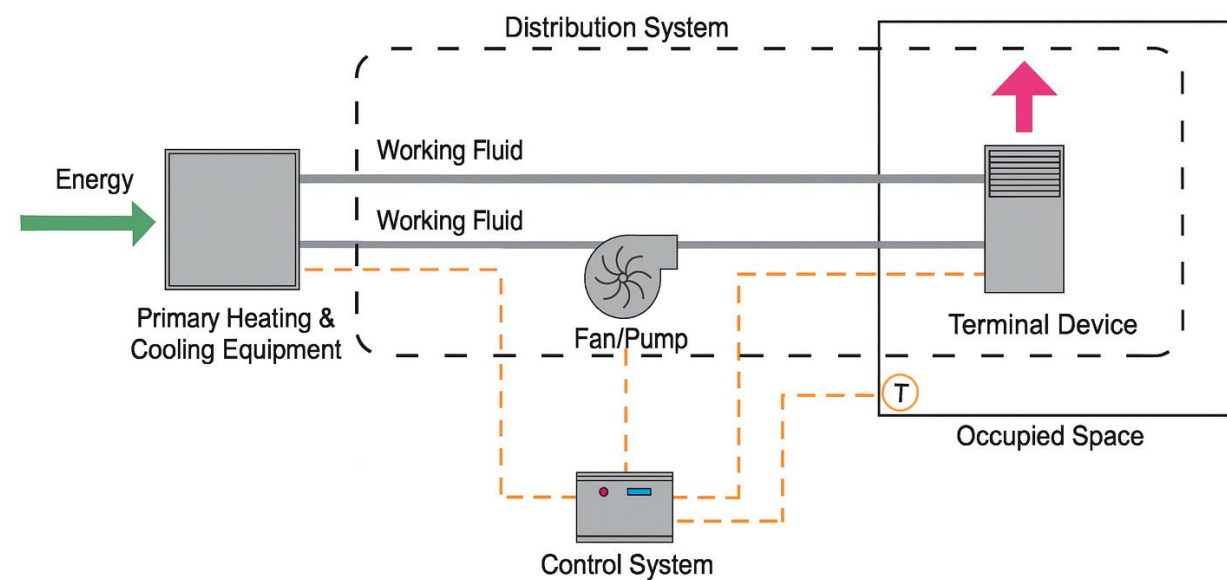 Distribution System
Working Fluid
Energy
Working Fluid
Primary Heating &
Cooling Equipment
Fan/Pump
Terminal Device
T
Occupied Space
Control System